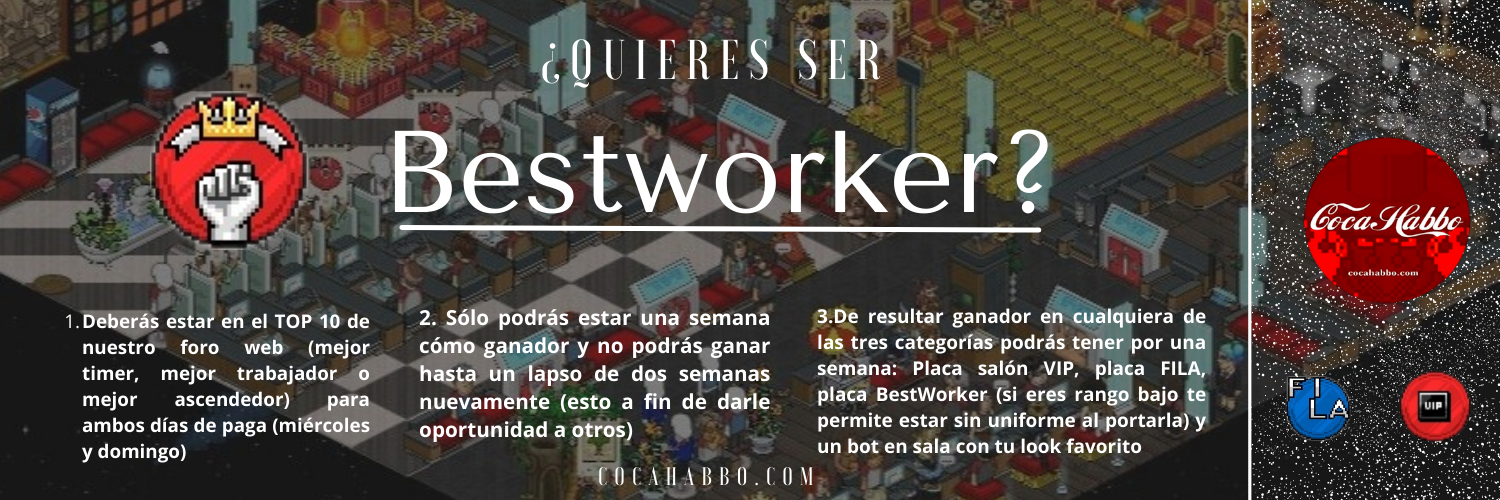 ¿QUIERES SER
Bestworker?
1. Deberás estar en el TOP 10 de
nuestro foro web (mejor
timer, mejor trabajador o
mejor ascendedor) para
ambos días de paga (miércoles
y domingo)
2. Sólo podrás estar una semana
cómo ganador y no podrás ganar
hasta un lapso de dos semanas
nuevamente (esto a fin de darle
oportunidad a otros)
3.De resultar ganador en cualquiera de
las tres categorías podrás tener por una
semana: Placa salón VIP, placa FILA,
placa BestWorker (si eres rango bajo te
permite estar sin uniforme al portarla) y
un bot en sala con tu look favorito
COCAHABBO.COM
Coca Habbo
cocahabbo.com
FI
LA
VIP